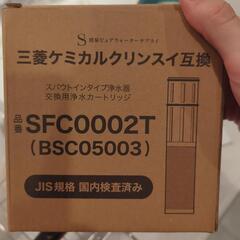 S 簡易ピュアウォーターサプライ
三菱ケミカルクリンスイ互換
スパウトインタイプ浄水器
交換用浄水カートリッジ
品番 SFC0002T
(BSC05003)
JIS規格 国内検査済み